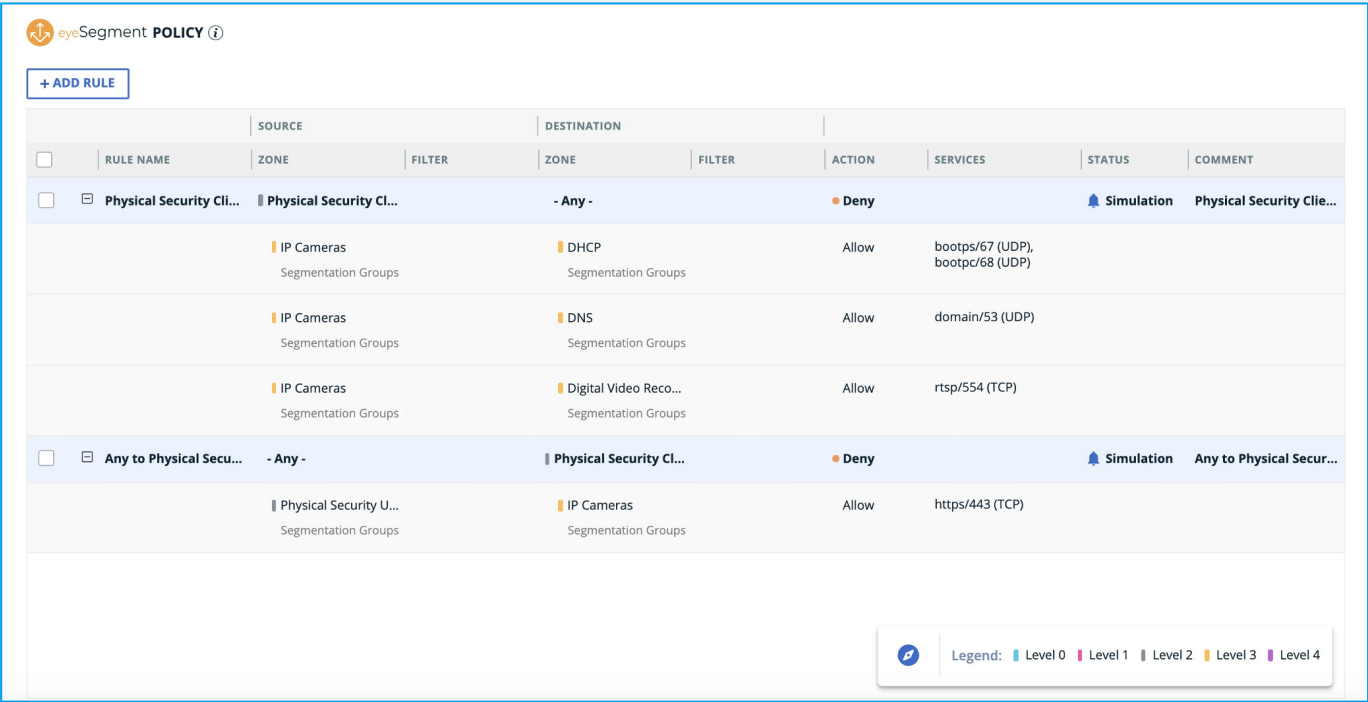 eyeSegment POLICY i
+ ADD RULE
SOURCE DESTINATION
RULE NAME ZONE FILTER ZONE FILTER ACTION SERVICES STATUS COMMENT
Physical Security Cli... Physical Security Cl... - Any - Deny Simulation Physical Security Clie...
IP Cameras DHCP Allow bootps/67 (UDP),
bootpc/68 (UDP)
Segmentation Groups Segmentation Groups
IP Cameras DNS Allow domain/53 (UDP)
Segmentation Groups Segmentation Groups
IP Cameras Digital Video Reco... Allow rtsp/554 (TCP)
Segmentation Groups Segmentation Groups
Any to Physical Secu... - Any - Physical Security Cl... Deny Simulation Any to Physical Secur...
Physical Security U... IP Cameras Allow https/443 (TCP)
Segmentation Groups Segmentation Groups
Legend: Level 0 Level 1 Level 2 Level 3 Level 4